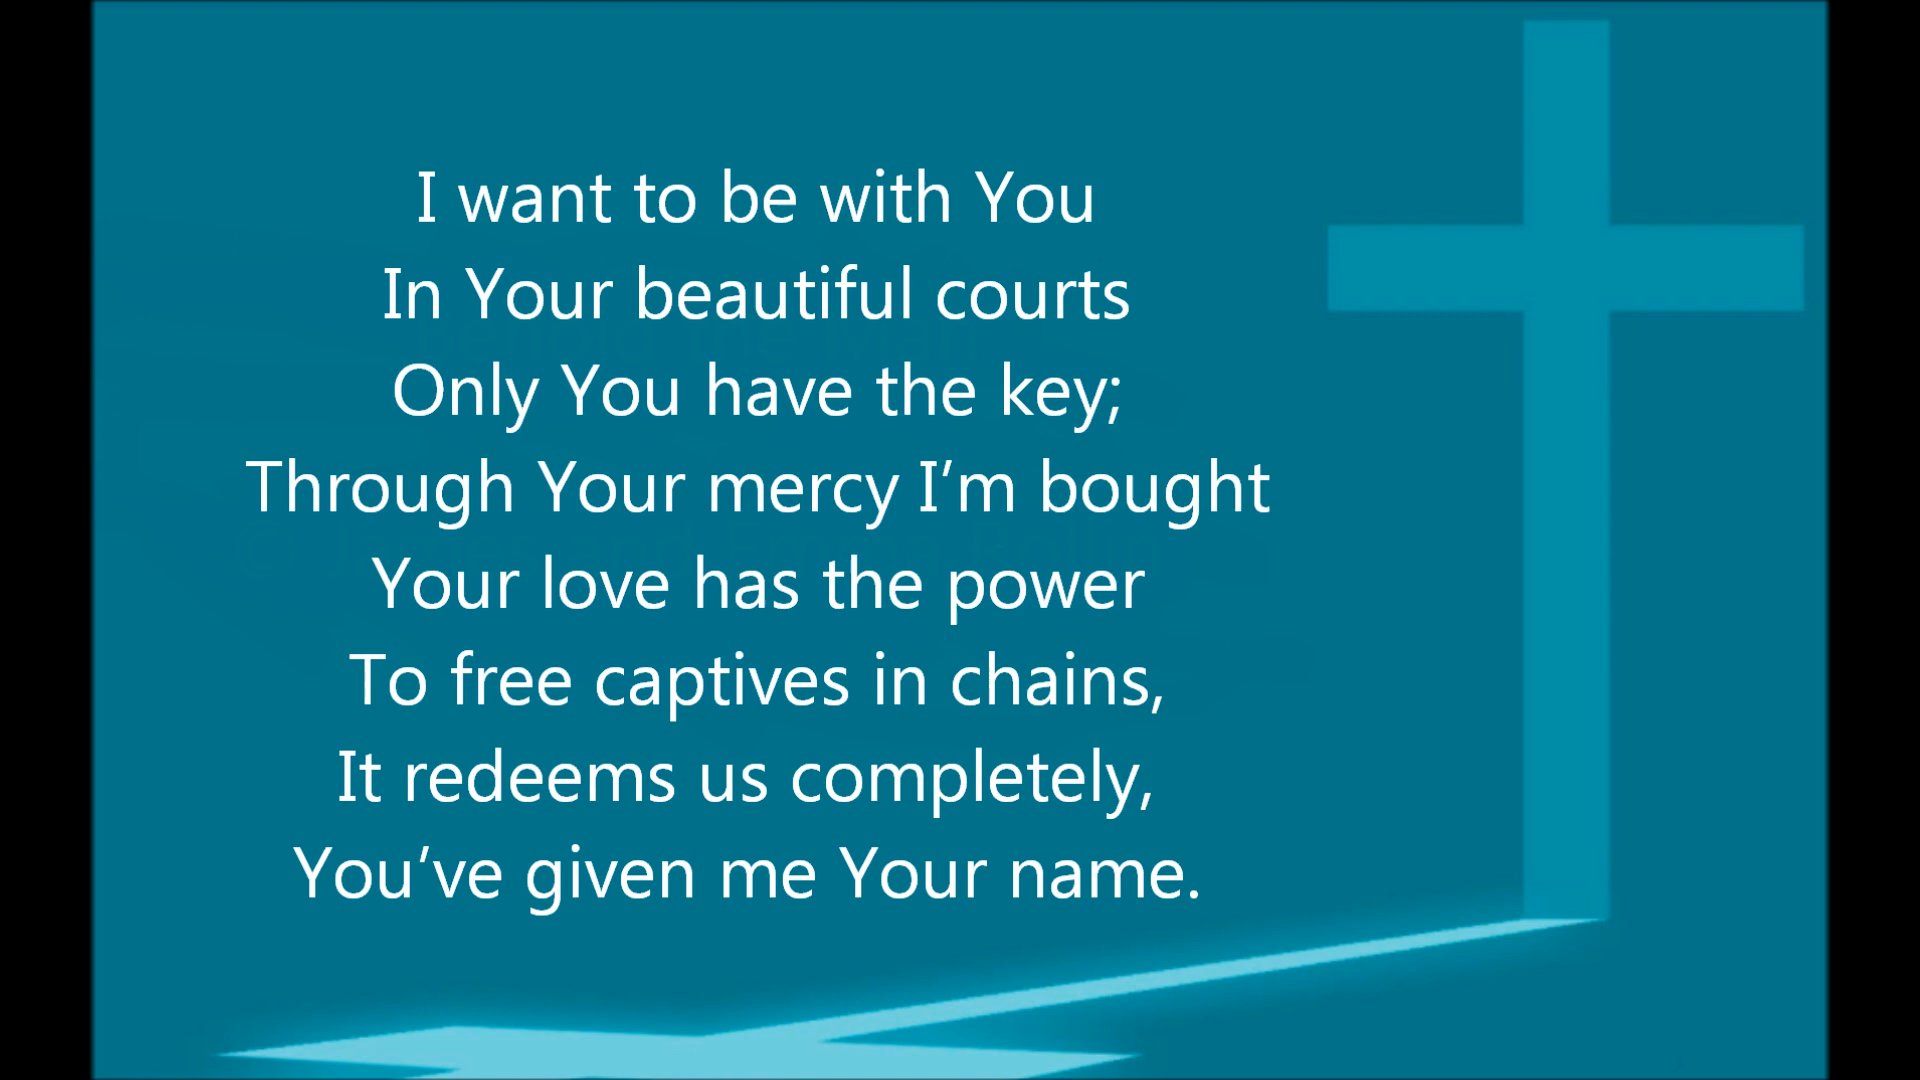 I want to be with You
In Your beautiful courts
Only You have the key;
Through Your mercy I’m bought
Your love has the power
To free captives in chains,
It redeems us completely,
You’ve given me Your name.